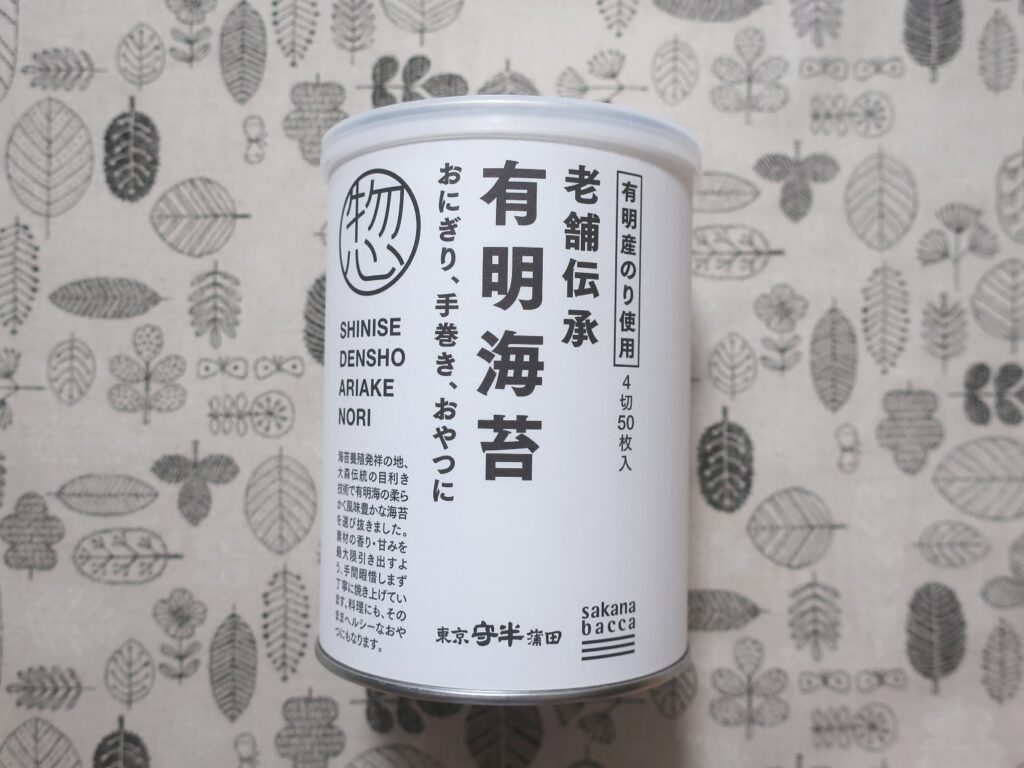 有明産のり使用
4切50枚入
老舗伝承
有明海苔
おにぎり、手巻き、おやつに
惣
SHINISE
DENSHO
ARIAKE
NORI
海苔養殖発祥の地、
大森伝統の目利き
技術で有明海の柔ら
かく風味豊かな海苔
を選び抜きました。
素材の香り・甘みを
最大限引き出すよ
う、手間暇惜しまず
丁寧に焼き上げてい
ます。料理にも、その
ままヘルシーなおや
つにもなります。
東京 守半 蒲田
sakana
bacca